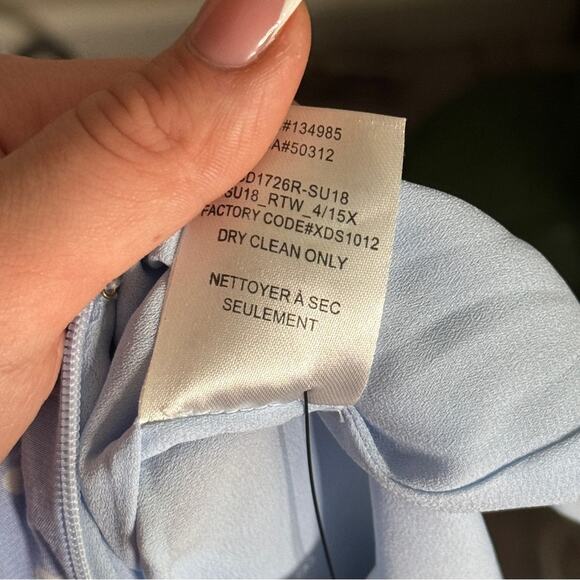 #134985
A#50312
D1726R-SU18
SU18_RTW_4/15X
FACTORY CODE#XDS1012
DRY CLEAN ONLY
NETTOYER À SEC
SEULEMENT